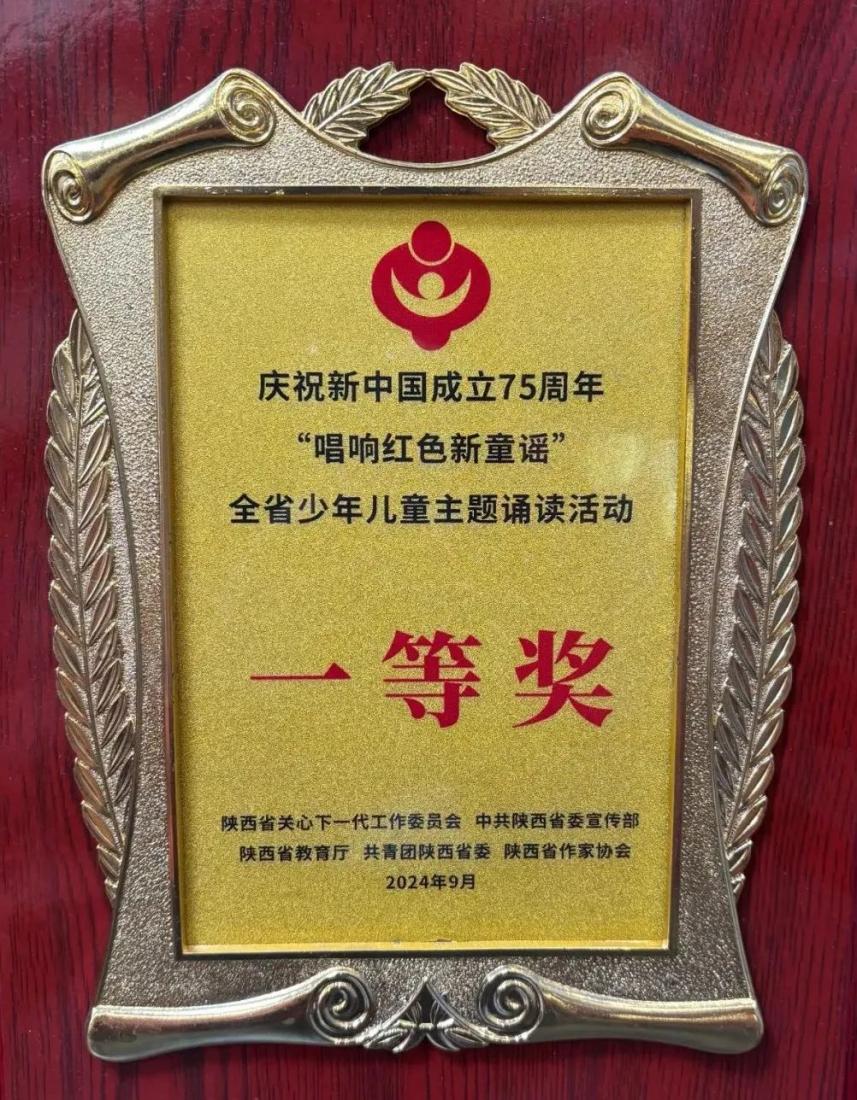 庆祝新中国成立75周年
“唱响红色新童谣”
全省少年儿童主题诵读活动
一等奖
陕西省关心下一代工作委员会 中共陕西省委宣传部
陕西省教育厅 共青团陕西省委 陕西省作家协会
2024年9月